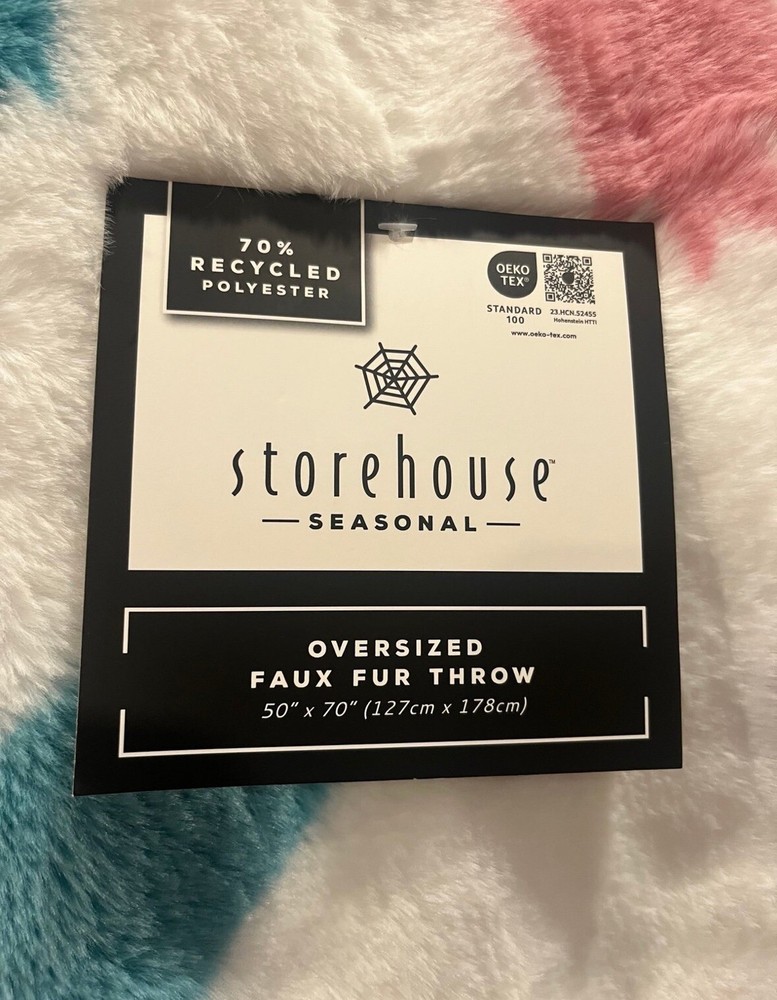 70%
RECYCLED
POLYESTER
OEKO
TEX®
STANDARD
100
23.HCN.52455
Hohenstein HTTI
www.oeko-tex.com
storehouse™
SEASONAL
OVERSIZED
FAUX FUR THROW
50” x 70” (127cm x 178cm)